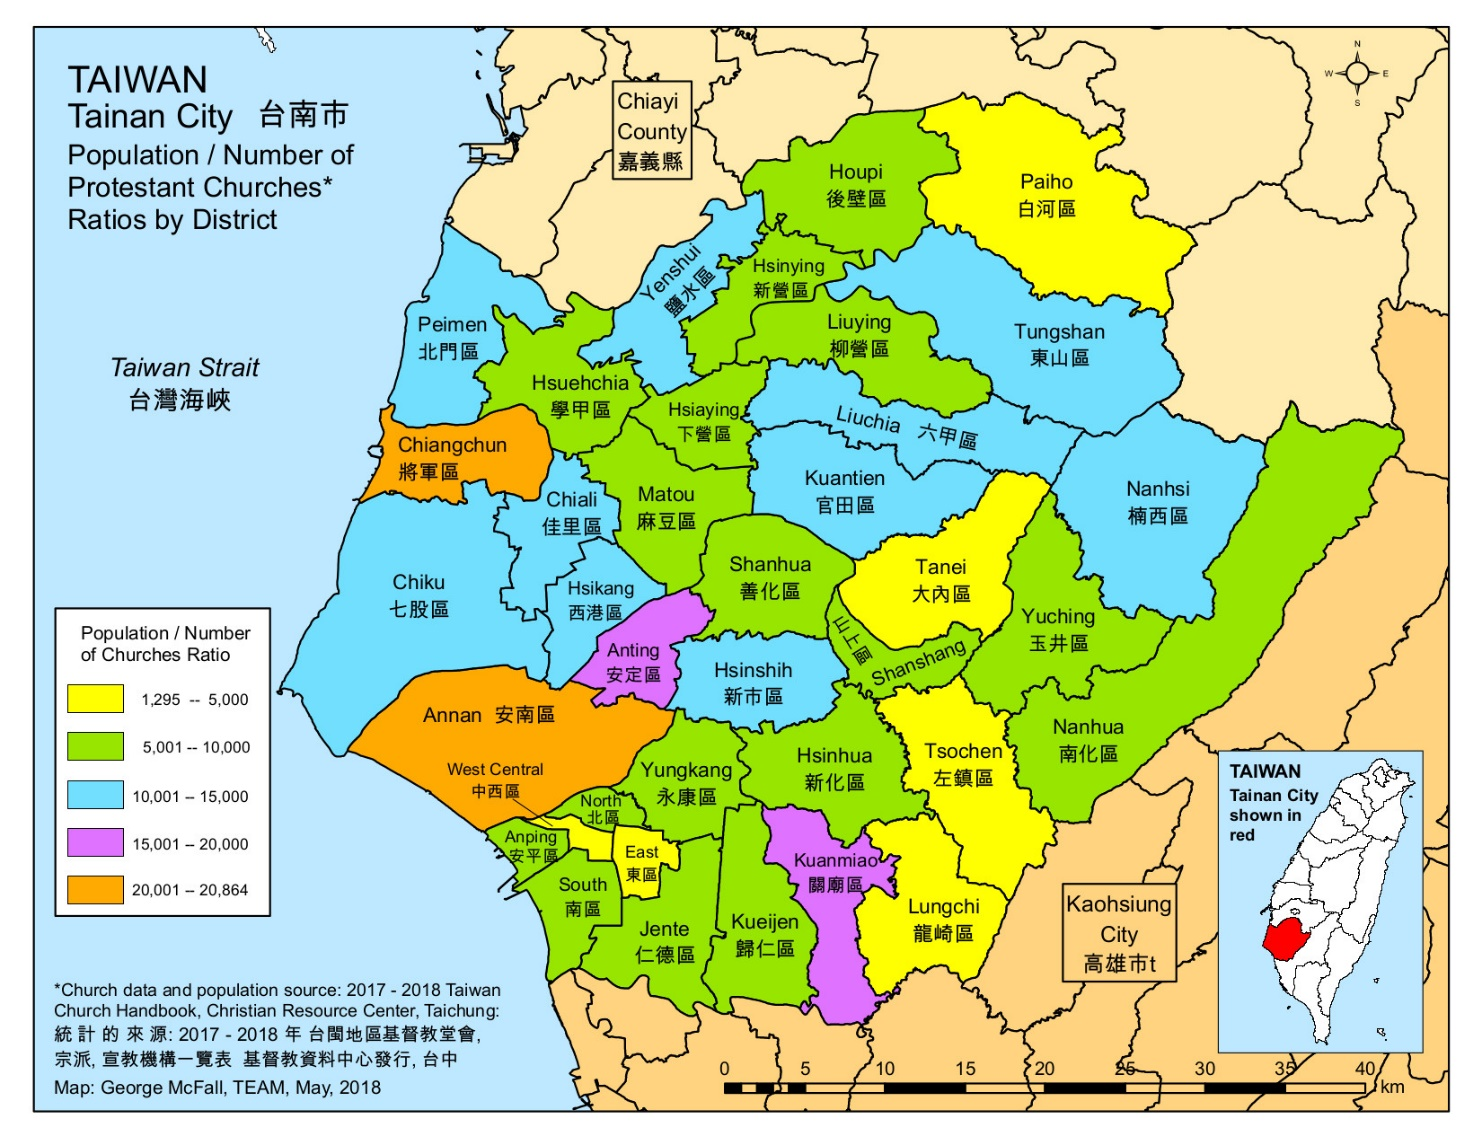 TAIWAN
Tainan City 台南市
Population / Number of
Protestant Churches*
Ratios by District
Chiayi
County
嘉義縣
N
W
E
S
Taiwan Strait
台灣海峽
Houpi
後壁區
Paiho
白河區
Yenshui
鹽水區
Hsinying
新營區
Peimen
北門區
Liuying
柳營區
Tungshan
東山區
Hsuehchia
學甲區
Hsiaying
下營區
Liuchia 六甲區
Chiangchun
將軍區
Chiali
佳里區
Matou
麻豆區
Kuantien
官田區
Nanhsi
楠西區
Chiku
七股區
Hsikang
西港區
Shanhua
善化區
Tanei
大內區
Yuching
玉井區
Anting
安定區
Hsinshih
新市區
山上區
Shanshang
Annan 安南區
Yungkang
永康區
Hsinhua
新化區
Tsochen
左鎮區
Nanhua
南化區
West Central
中西區
North
北區
Anping
安平區
East
東區
South
南區
Jente
仁德區
Kueijen
歸仁區
Kuanmiao
關廟區
Lungchi
龍崎區
Kaohsiung
City
高雄市t
Population / Number
of Churches Ratio
1,295 -- 5,000
5,001 -- 10,000
10,001 -- 15,000
15,001 -- 20,000
20,001 -- 20,864
TAIWAN
Tainan City
shown in
red
*Church data and population source: 2017 - 2018 Taiwan
Church Handbook, Christian Resource Center, Taichung:
統 計 的 來 源: 2017 - 2018 年 台閩地區基督教堂會,
宗派, 宣教機構一覽表 基督教資料中心發行, 台中
Map: George McFall, TEAM, May, 2018
0 5 10 15 20 25 30 35 40
km